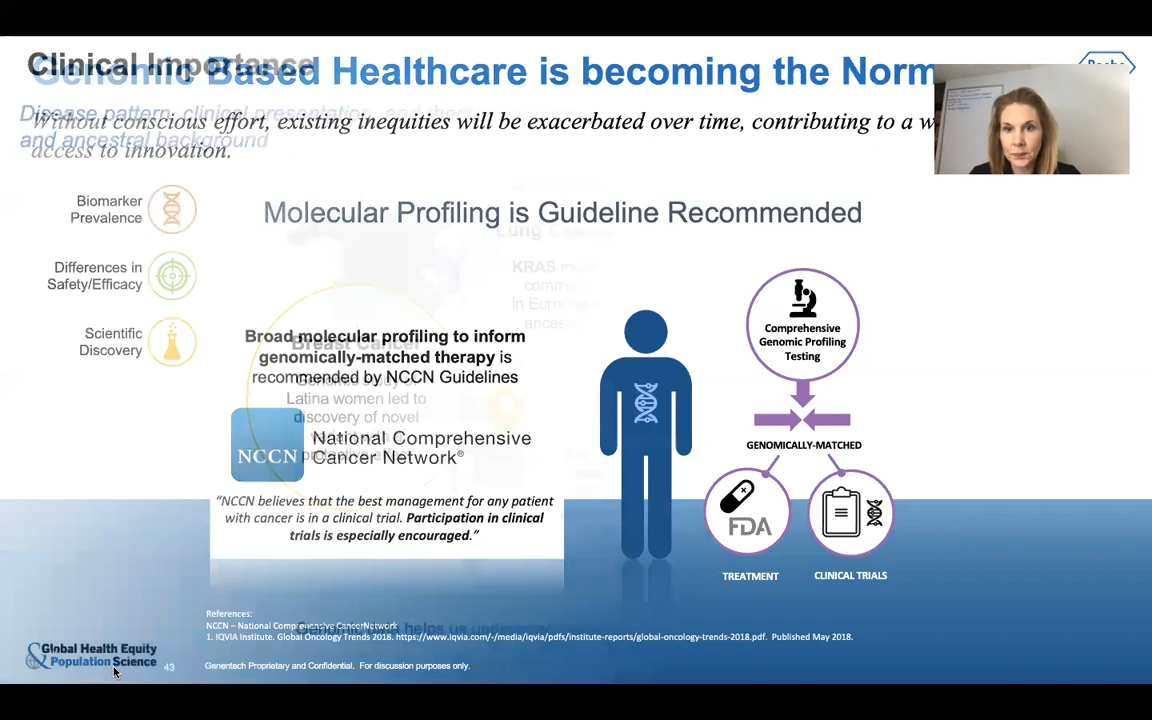 Clinical Importance
Genomic Based Healthcare is becoming the Norm
Disease pattern, clinical presentation, and
and ancestral background
Without conscious effort, existing inequities will be exacerbated over time, contributing to a
access to innovation.
Biomarker
Prevalence
Differences in
Safety/Efficacy
Scientific
Discovery
Molecular Profiling is Guideline Recommended
Lung
KRAS
in
Broad molecular profiling to inform
genomically-matched therapy is
recommended by NCCN Guidelines
Breast Cancer
Genomic study of
Latina women led to
discovery of novel
NCCN
National Comprehensive
Cancer Network®
“NCCN believes that the best management for any patient
with cancer is in a clinical trial. Participation in clinical
trials is especially encouraged.”
Comprehensive
Genomic Profiling
Testing
GENOMICALLY-MATCHED
FDA
TREATMENT
CLINICAL TRIALS
References:
NCCN – National Comprehensive CancerNetwork
1. IQVIA Institute. Global Oncology Trends 2018. https://www.iqvia.com/-/media/iqvia/pdfs/institute-reports/global-oncology-trends-2018.pdf. Published May 2018.
Genomic data helps us
Global Health Equity
& Population Science
43
Genentech Proprietary and Confidential. For discussion purposes only.